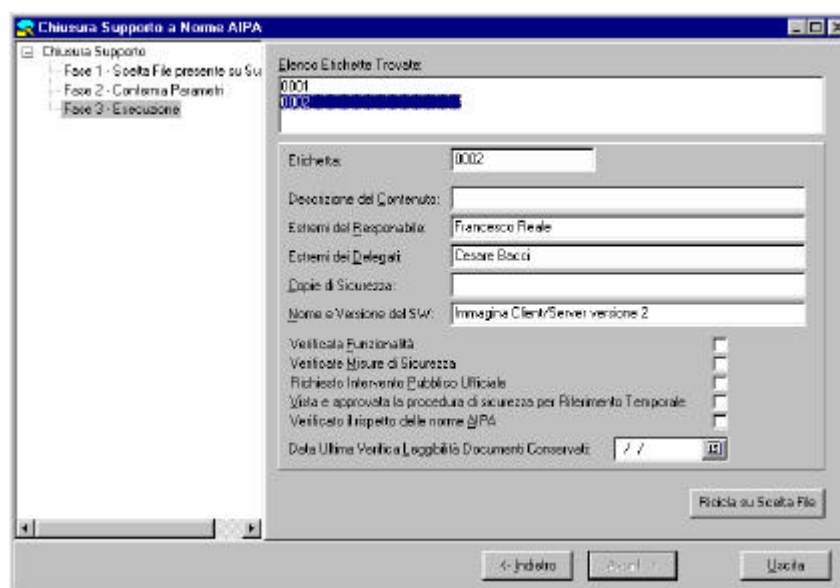 Chiusura Supporto a Norme AIPA
Chiusura Supporto
Fase 1 - Scelta File presente su Su
Fase 2 - Conferma Parametri
Fase 3 - Esecuzione
Elenco Etichette Trovate:
0001
0002
Etichetta: 0002
Descrizione del Contenuto:
Estremi del Responabile: Francesco Reale
Estremi dei Delegati: Cesare Bacci
Copie di Sicurezza:
Nome e Versione del SW: Immagina Client/Server versione 2
Verificata Funzionalità
Verificate Misure di Sicurezza
Richiesto Intervento Pubblico Ufficiale
Vista e approvata la procedura di sicurezza per Riferimento Temporale
Verificato il rispetto delle norme AIPA
Data Ultima Verifica Leggibilità Documenti Conservati: / /
Ricicla su Scelta File
<- Indietro
Uscita